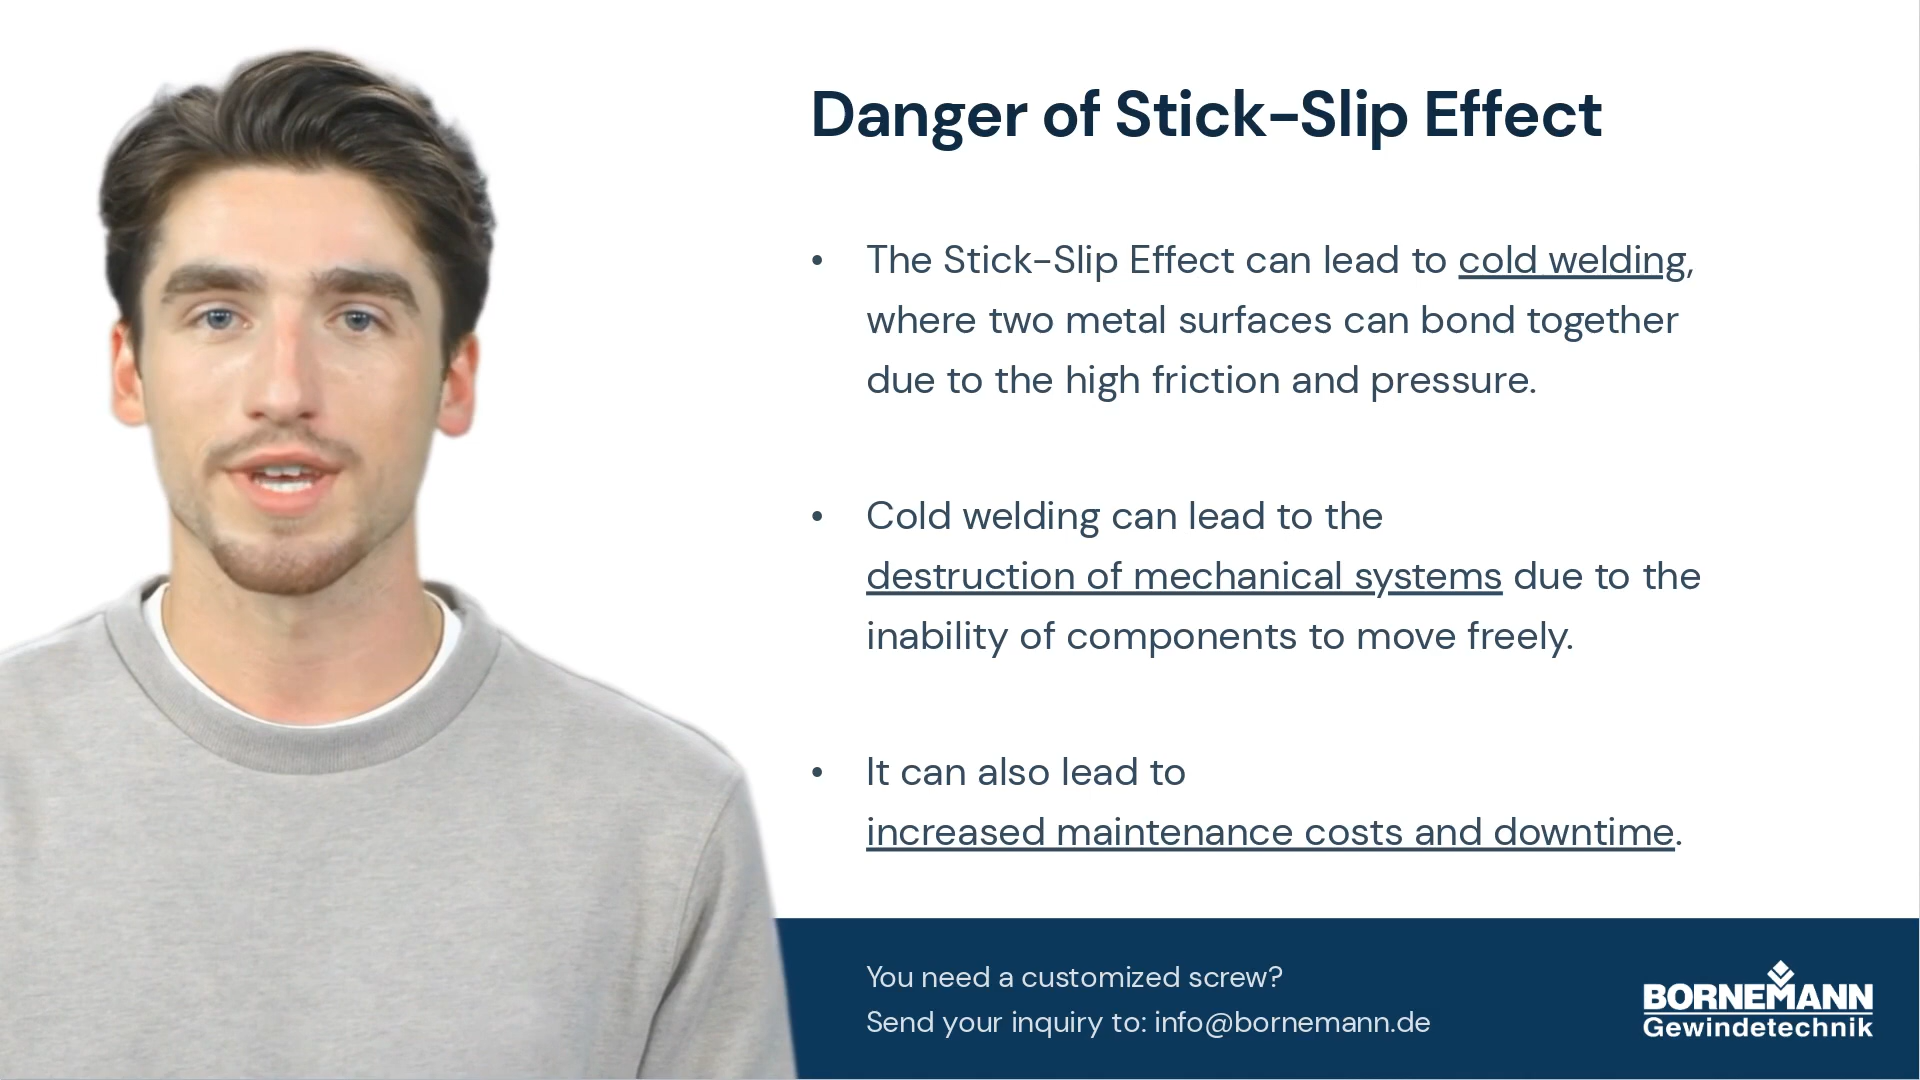 Danger of Stick-Slip Effect
• The Stick-Slip Effect can lead to cold welding,
where two metal surfaces can bond together
due to the high friction and pressure.
• Cold welding can lead to the
destruction of mechanical systems due to the
inability of components to move freely.
• It can also lead to
increased maintenance costs and downtime.
You need a customized screw?
Send your inquiry to: info@bornemann.de
BORNEMANN
Gewindetechnik